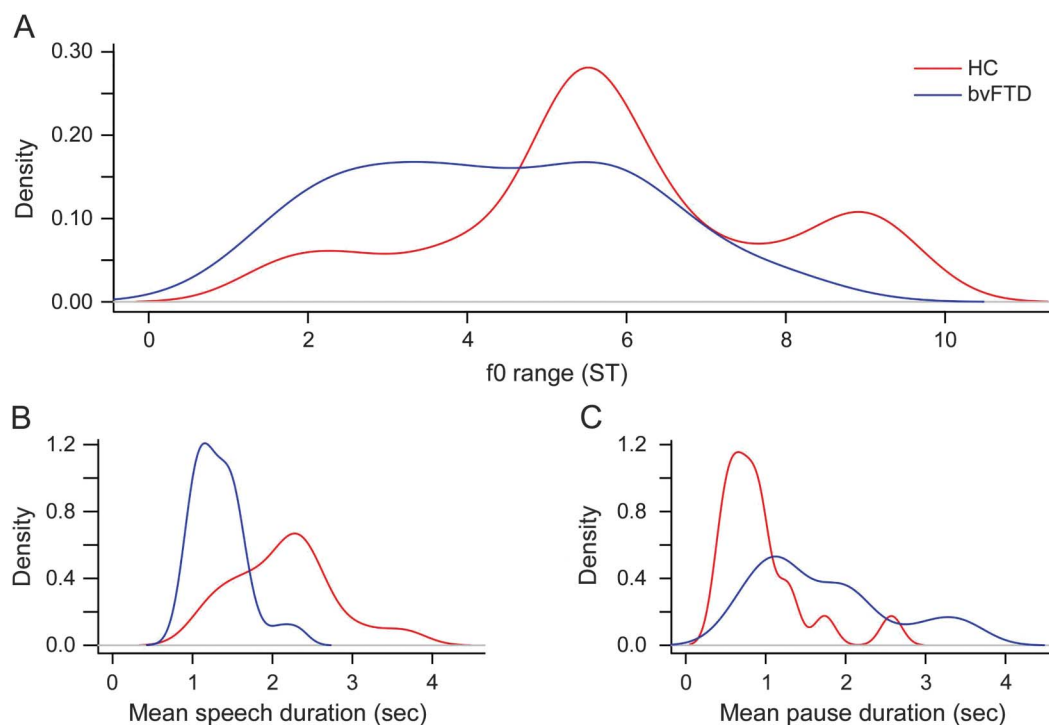 A
0.30
0.20
0.10
0.00
Density
HC
bvFTD
0 2 4 6 8 10
f0 range (ST)
B
1.2
0.8
0.4
0.0
Density
0 1 2 3 4
Mean speech duration (sec)
C
1.2
0.8
0.4
0.0
Density
0 1 2 3 4
Mean pause duration (sec)